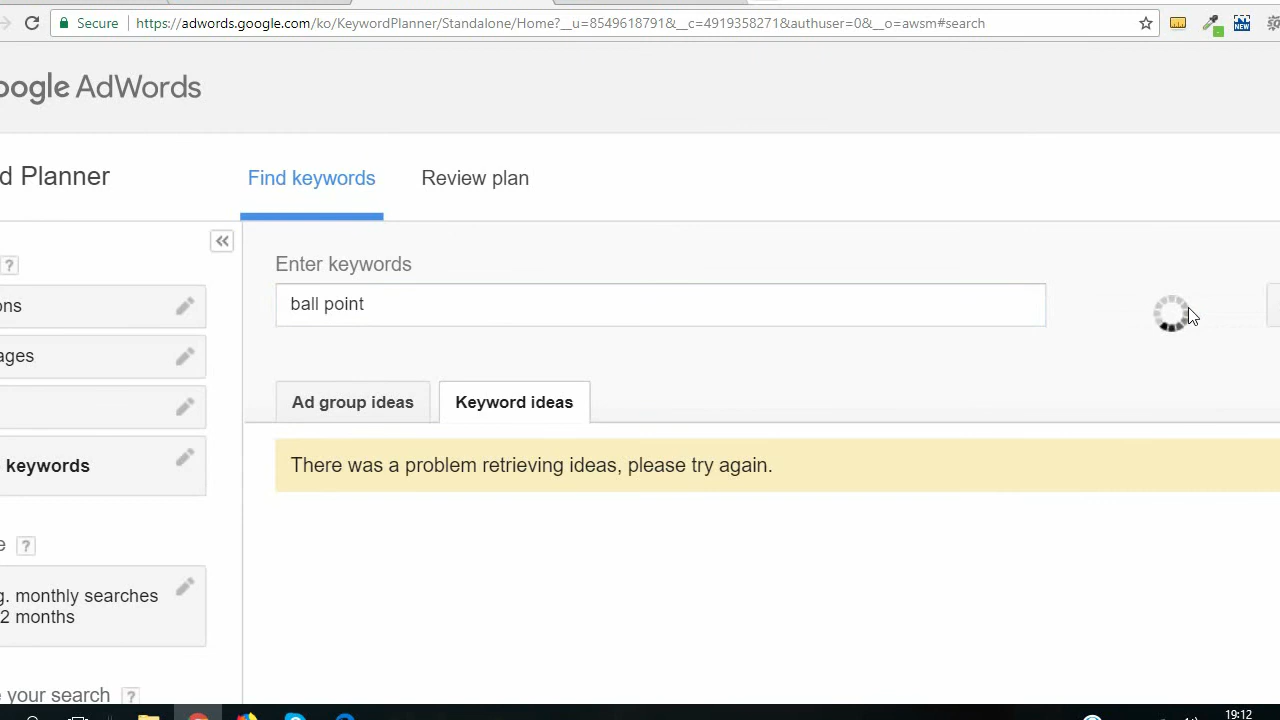 Secure
https://adwords.google.com/ko/KeywordPlanner/Standalone/Home?__u=8549618791&__c=4919358271&authuser=0&__o=awsm#search
NEW
oogle AdWords
d Planner
Find keywords
Review plan
?
Enter keywords
ons
ball point
ages
Ad group ideas
Keyword ideas
keywords
There was a problem retrieving ideas, please try again.
e ?
g. monthly searches
2 months
e your search ?
19:12